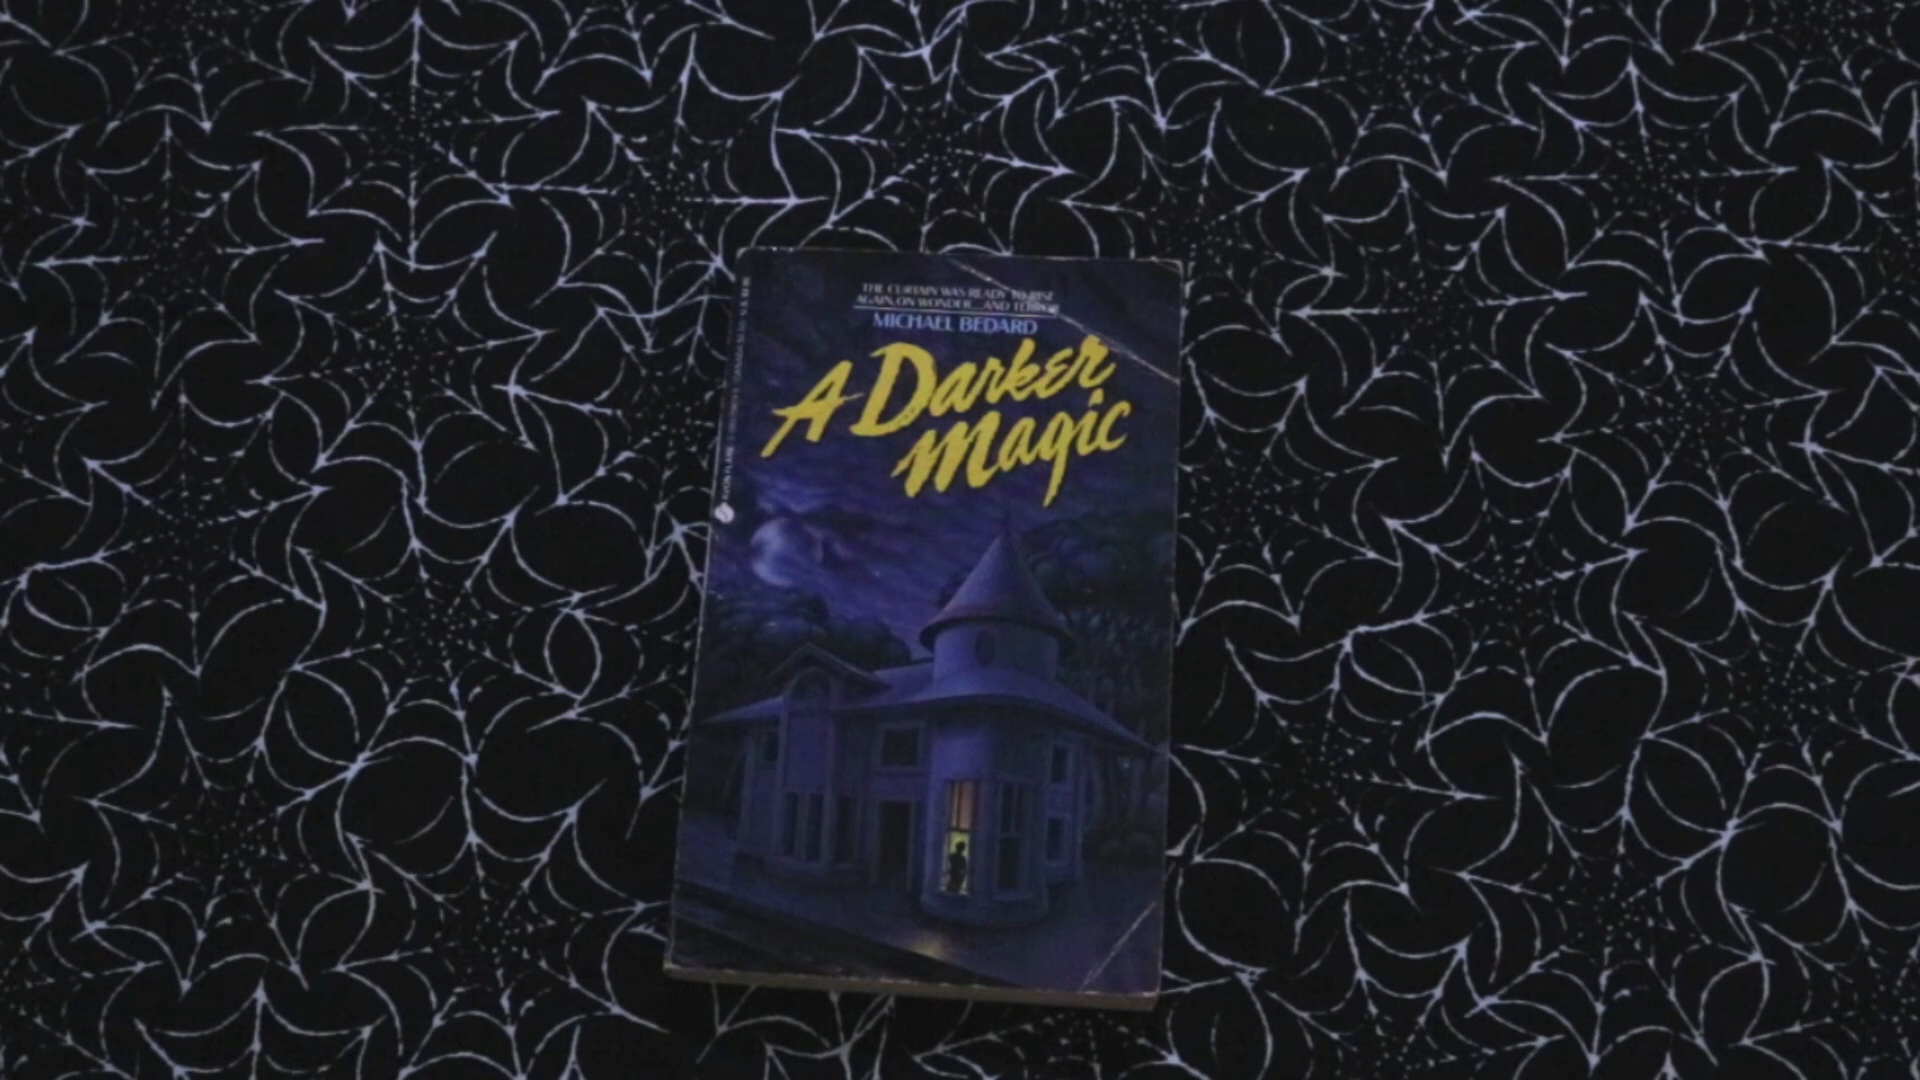 THE CURTAIN WAS READY TO RISE
AGAIN, ON WONDER...AND TERROR
MICHAEL BEDARD
A Darker
Magic